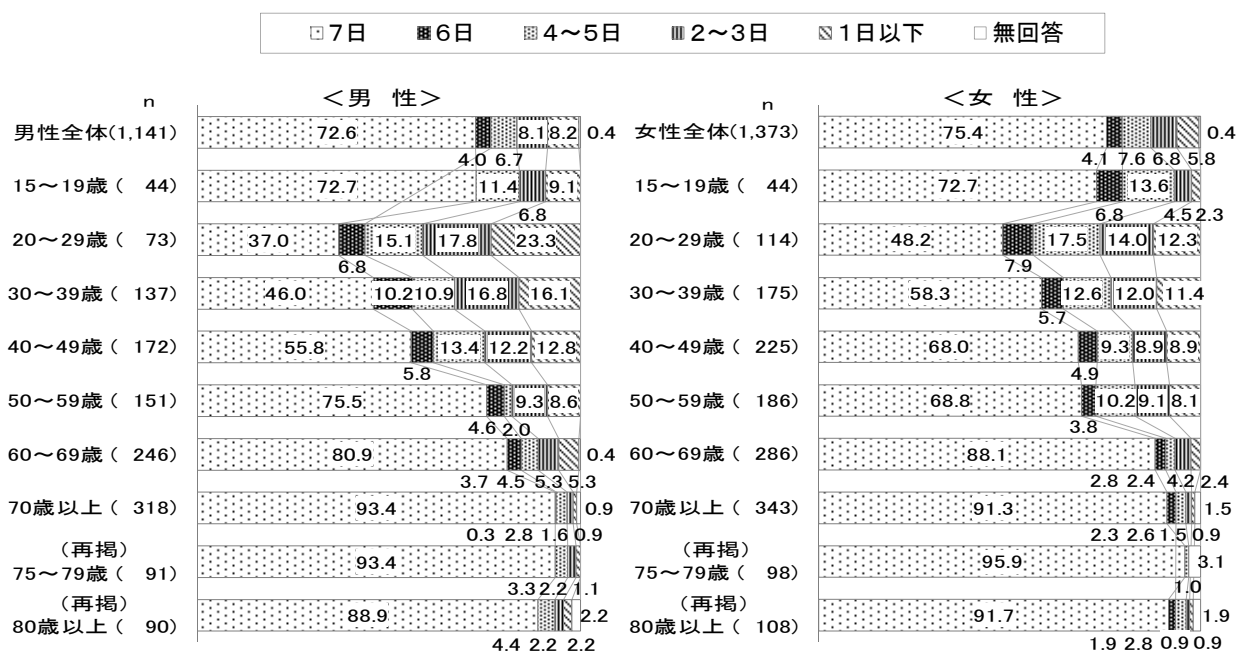 7日 6日 4～5日 2～3日 1日以下 無回答
n ＜男 性＞
男性全体(1,141) 72.6 8.1 8.2 0.4
4.0 6.7
15～19歳( 44) 72.7 11.4 9.1
6.8
20～29歳( 73) 37.0 15.1 17.8 23.3
6.8
30～39歳( 137) 46.0 10.2 10.9 16.8 16.1
40～49歳( 172) 55.8 13.4 12.2 12.8
5.8
50～59歳( 151) 75.5 9.3 8.6
4.6 2.0
60～69歳( 246) 80.9 0.4
3.7 4.5 5.3 5.3
70歳以上( 318) 93.4 0.9
0.3 2.8 1.6 0.9
(再掲)
75～79歳( 91) 93.4
3.3 2.2 1.1
(再掲)
80歳以上( 90) 88.9 2.2
4.4 2.2 2.2
n ＜女 性＞
女性全体(1,373) 75.4 0.4
4.1 7.6 6.8 5.8
15～19歳( 44) 72.7 13.6
6.8 4.5 2.3
20～29歳( 114) 48.2 17.5 14.0 12.3
7.9
30～39歳( 175) 58.3 12.6 12.0 11.4
5.7
40～49歳( 225) 68.0 9.3 8.9 8.9
4.9
50～59歳( 186) 68.8 10.2 9.1 8.1
3.8
60～69歳( 286) 88.1
2.8 2.4 4.2 2.4
70歳以上( 343) 91.3 1.5
2.3 2.6 1.5 0.9
(再掲)
75～79歳( 98) 95.9 3.1
1.0
(再掲)
80歳以上( 108) 91.7 1.9
1.9 2.8 0.9 0.9